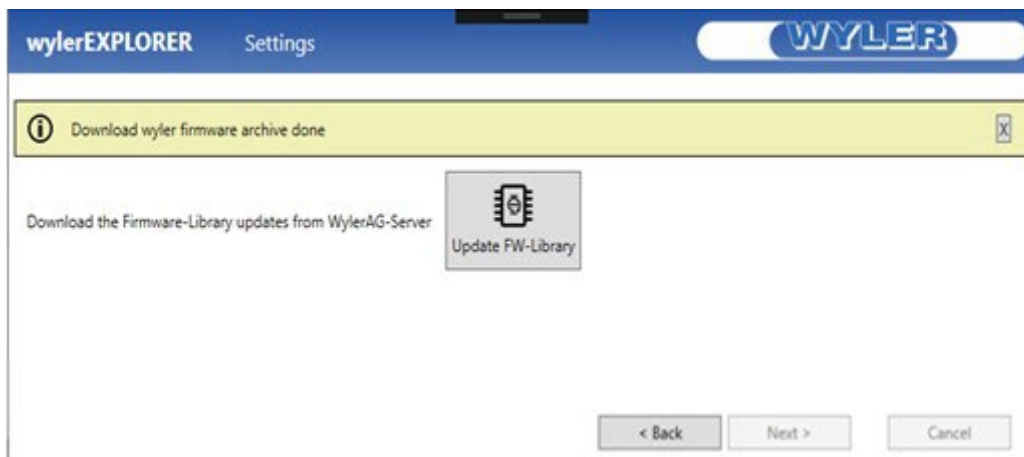 wylerEXPLORER Settings WYLER
Download wyler firmware archive done X
Download the Firmware-Library updates from WylerAG-Server
Update FW-Library
< Back Next > Cancel